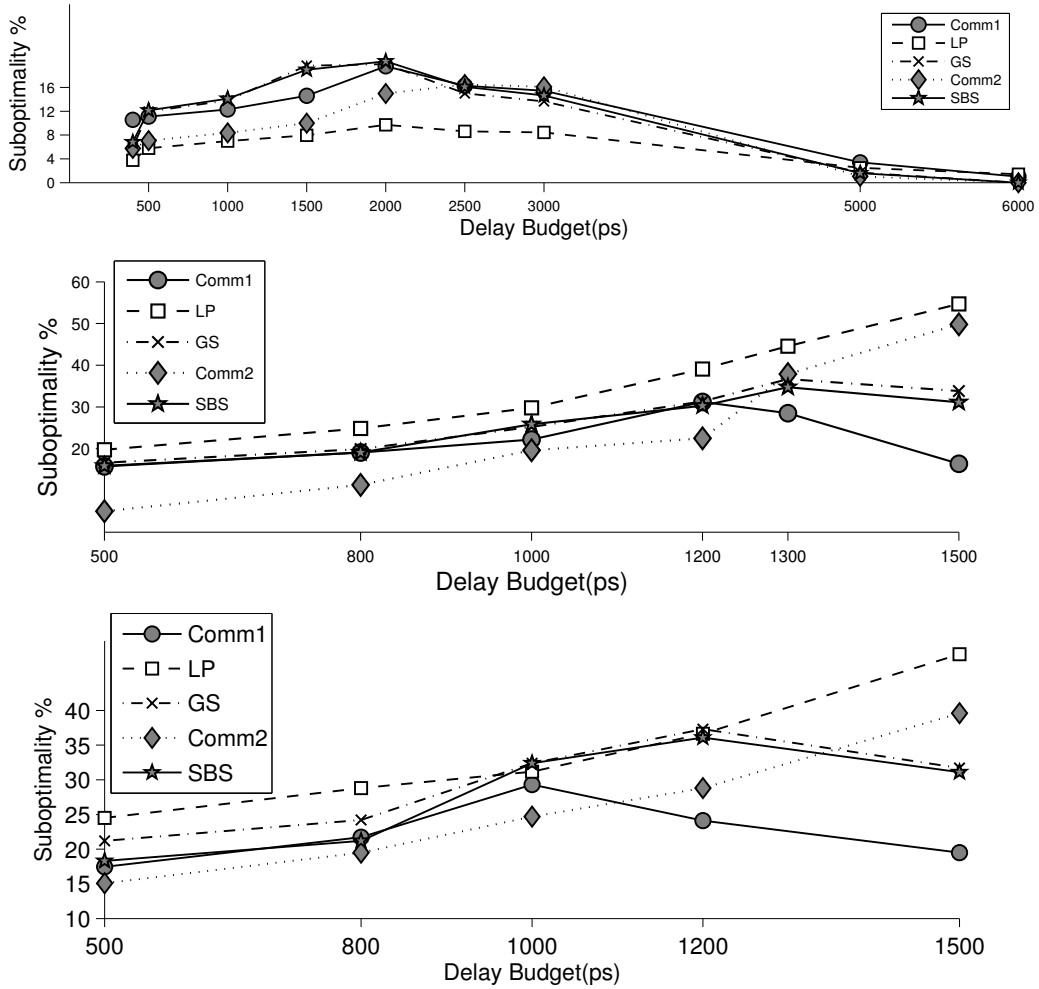 Suboptimality %
16
12
8
4
0
500 1000 1500 2000 2500 3000 5000 6000
Delay Budget(ps)
Comm1
LP
GS
Comm2
SBS
Suboptimality %
60
50
40
30
20
500 800 1000 1200 1300 1500
Delay Budget(ps)
Comm1
LP
GS
Comm2
SBS
Suboptimality %
40
35
30
25
20
15
10
500 800 1000 1200 1500
Delay Budget(ps)
Comm1
LP
GS
Comm2
SBS